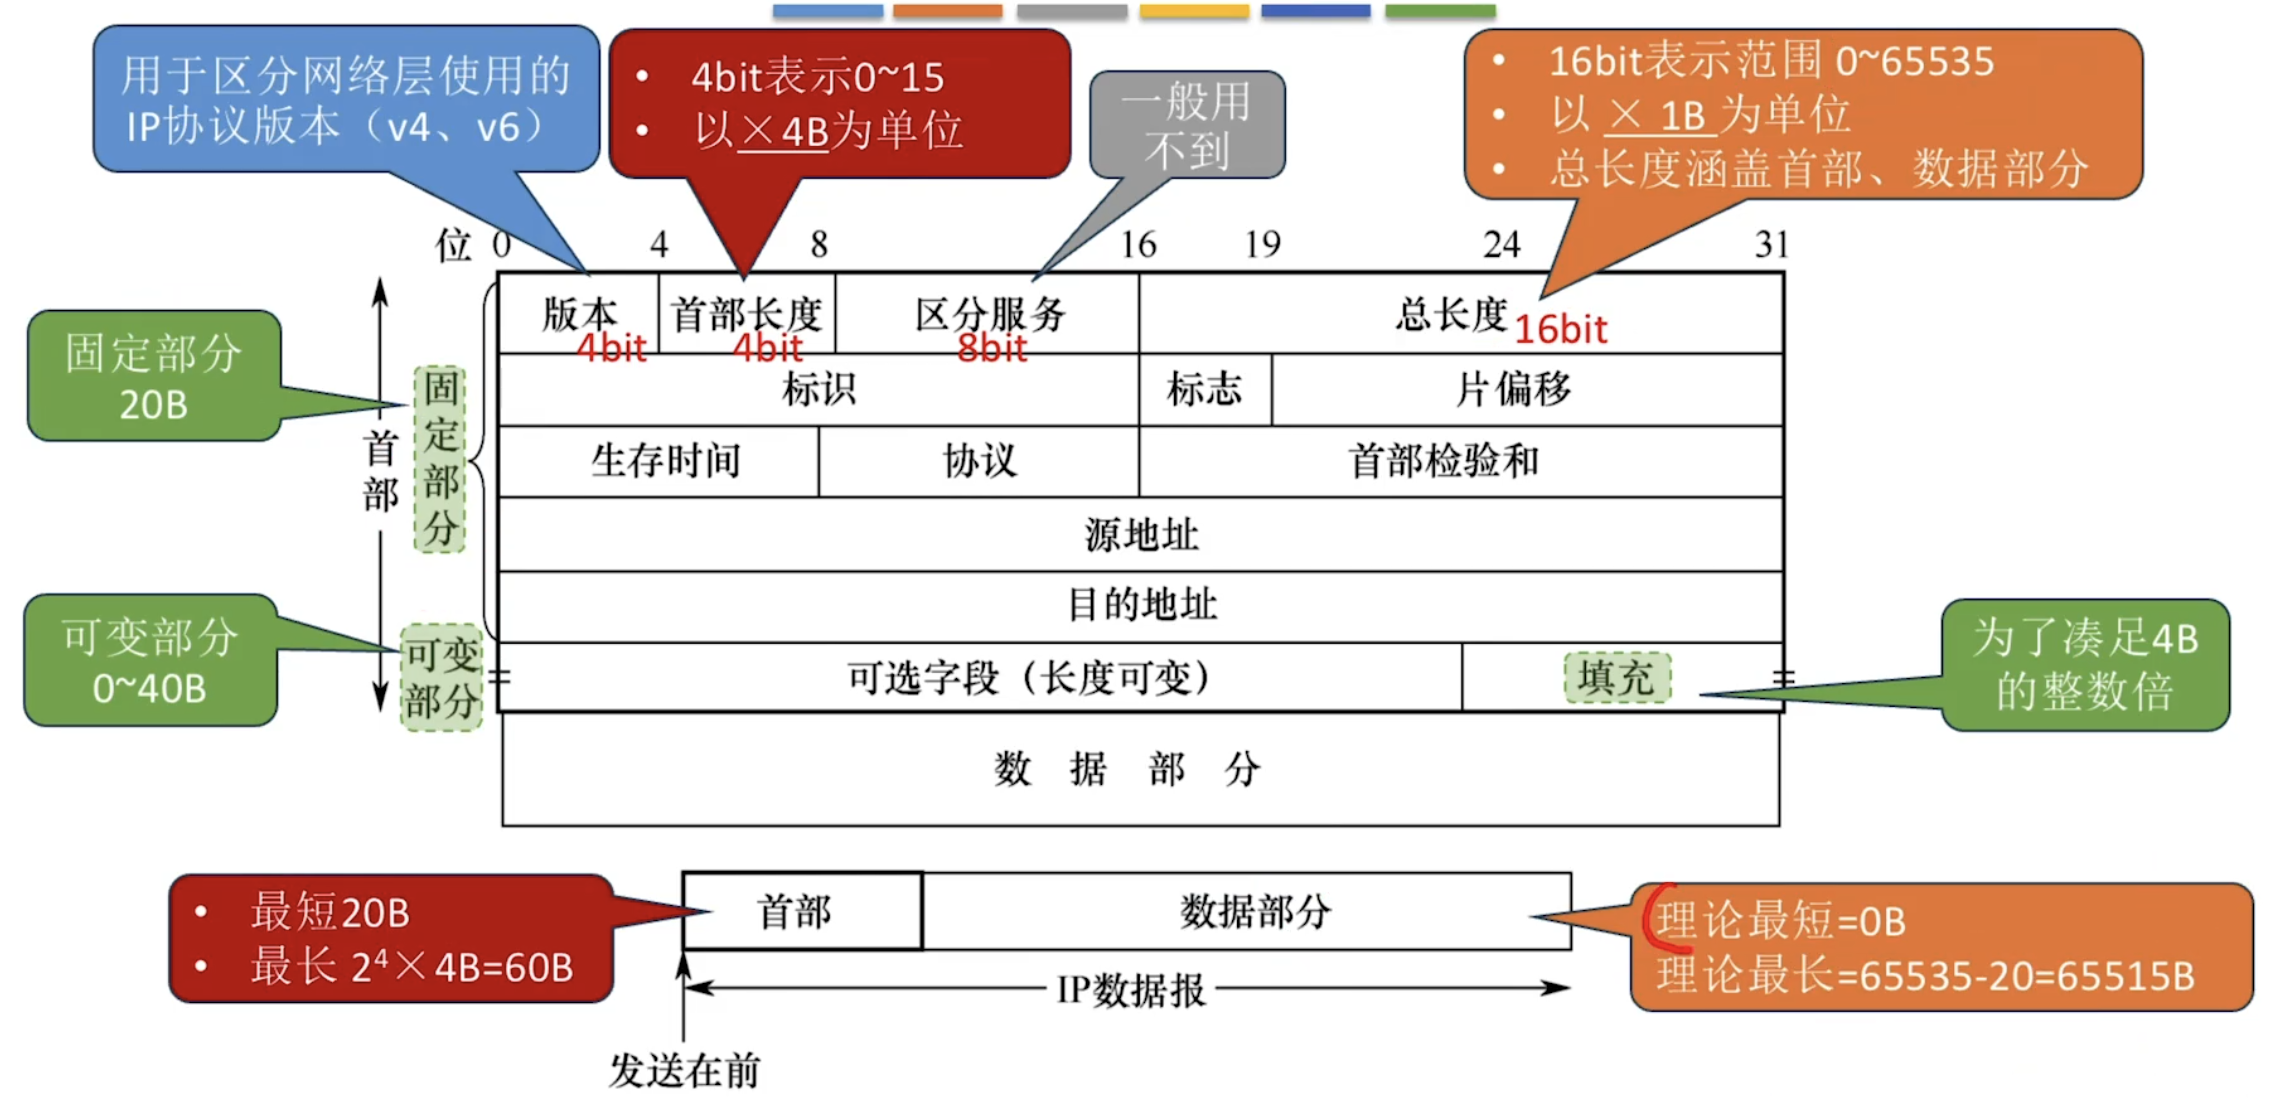 用于区分网络层使用的
IP协议版本（v4、v6）
• 4bit表示0~15
• 以×4B为单位
一般用
不到
• 16bit表示范围 0~65535
• 以 × 1B 为单位
• 总长度涵盖首部、数据部分
位 0 4 8 16 19 24 31
版本 首部长度 区分服务 总长度
4bit 4bit 8bit 16bit
标识 标志 片偏移
生存时间 协议 首部检验和
源地址
目的地址
可选字段（长度可变） 填充
数 据 部 分
固定部分
20B
首部
固定部分
可变部分
0~40B
可变
部分
为了凑足4B
的整数倍
• 最短20B
• 最长 2⁴×4B=60B
首部 数据部分
IP数据报
发送在前
理论最短=0B
理论最长=65535-20=65515B